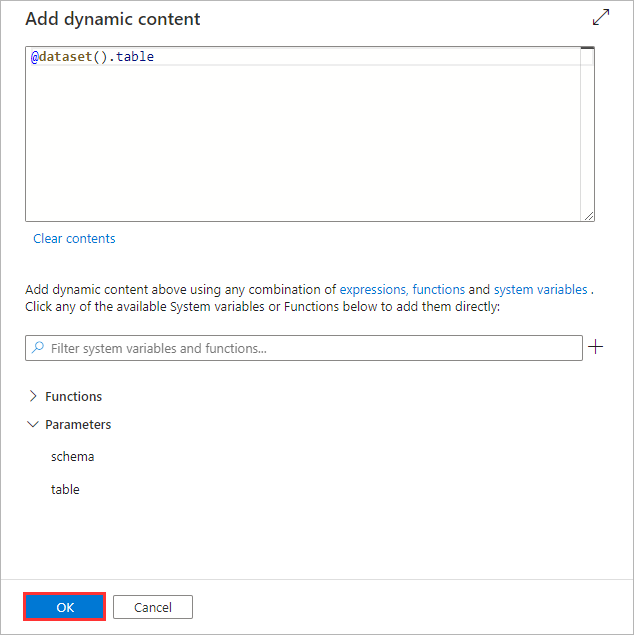 Add dynamic content
@dataset().table
Clear contents
Add dynamic content above using any combination of expressions, functions and system variables .
Click any of the available System variables or Functions below to add them directly:
Filter system variables and functions...
Functions
Parameters
schema
table
OK
Cancel